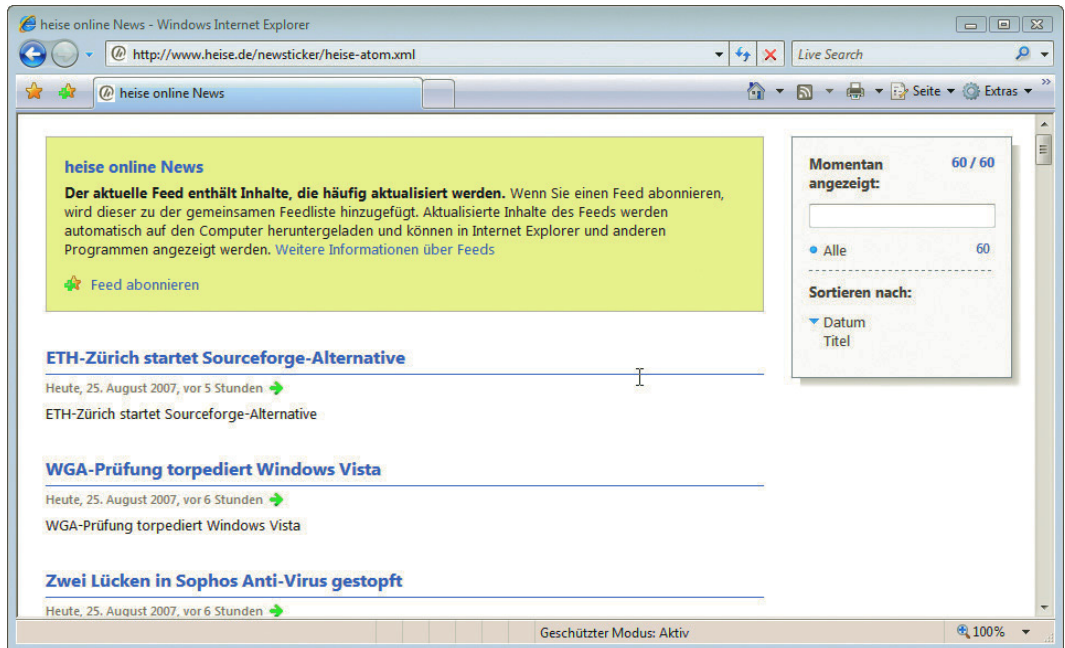 heise online News - Windows Internet Explorer
http://www.heise.de/newsticker/heise-atom.xml
Live Search
heise online News
Seite
Extras
heise online News
Der aktuelle Feed enthält Inhalte, die häufig aktualisiert werden. Wenn Sie einen Feed abonnieren,
wird dieser zu der gemeinsamen Feedliste hinzugefügt. Aktualisierte Inhalte des Feeds werden
automatisch auf den Computer heruntergeladen und können in Internet Explorer und anderen
Programmen angezeigt werden. Weitere Informationen über Feeds
Feed abonnieren
Momentan 60 / 60
angezeigt:
Alle 60
Sortieren nach:
Datum
Titel
ETH-Zürich startet Sourceforge-Alternative
Heute, 25. August 2007, vor 5 Stunden
ETH-Zürich startet Sourceforge-Alternative
WGA-Prüfung torpediert Windows Vista
Heute, 25. August 2007, vor 6 Stunden
WGA-Prüfung torpediert Windows Vista
Zwei Lücken in Sophos Anti-Virus gestopft
Heute, 25. August 2007, vor 6 Stunden
Geschützter Modus: Aktiv
100%